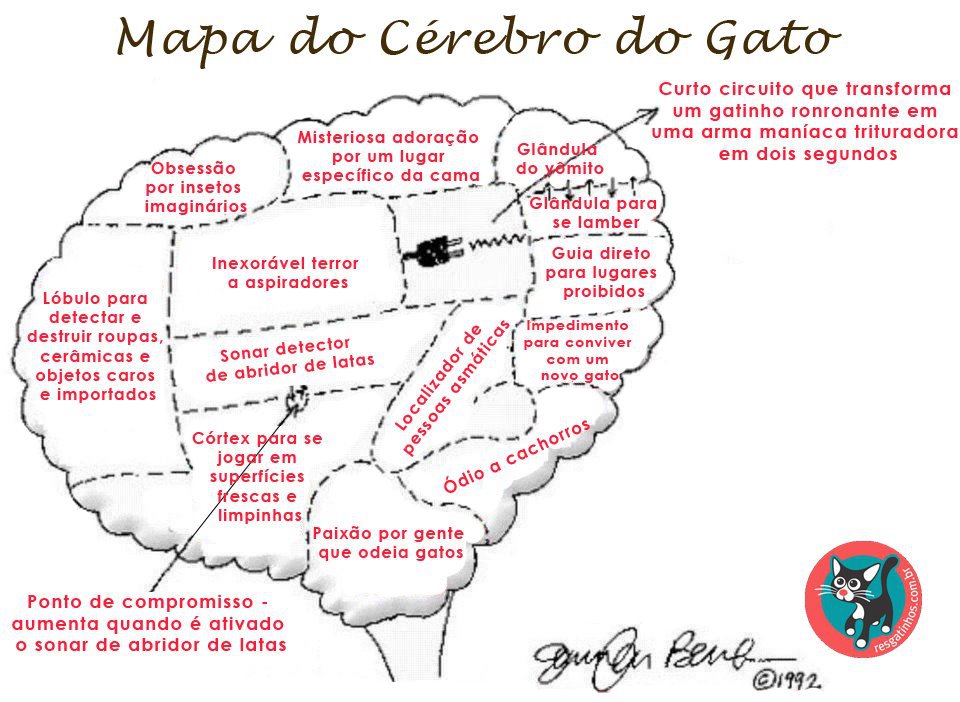 Mapa do Cérebro do Gato
Curto circuito que transforma
um gatinho ronronante em
uma arma maníaca trituradora
em dois segundos
Obsessão
por insetos
imaginários
Misteriosa adoração
por um lugar
específico da cama
Glândula
do vômito
Glândula para
se lamber
Inexorável terror
a aspiradores
Guia direto
para lugares
proibidos
Lóbulo para
detectar e
destruir roupas,
cerâmicas e
objetos caros
e importados
Sonar detector
de abridor de latas
Localizador de
pessoas asmáticas
Impedimento
para conviver
com um
novo gato
Córtex para se
jogar em
superfícies
frescas e
limpinhas
Ódio a cachorros
Paixão por gente
que odeia gatos
Ponto de compromisso -
aumenta quando é ativado
o sonar de abridor de latas
resgatinhos.com.br
©1992